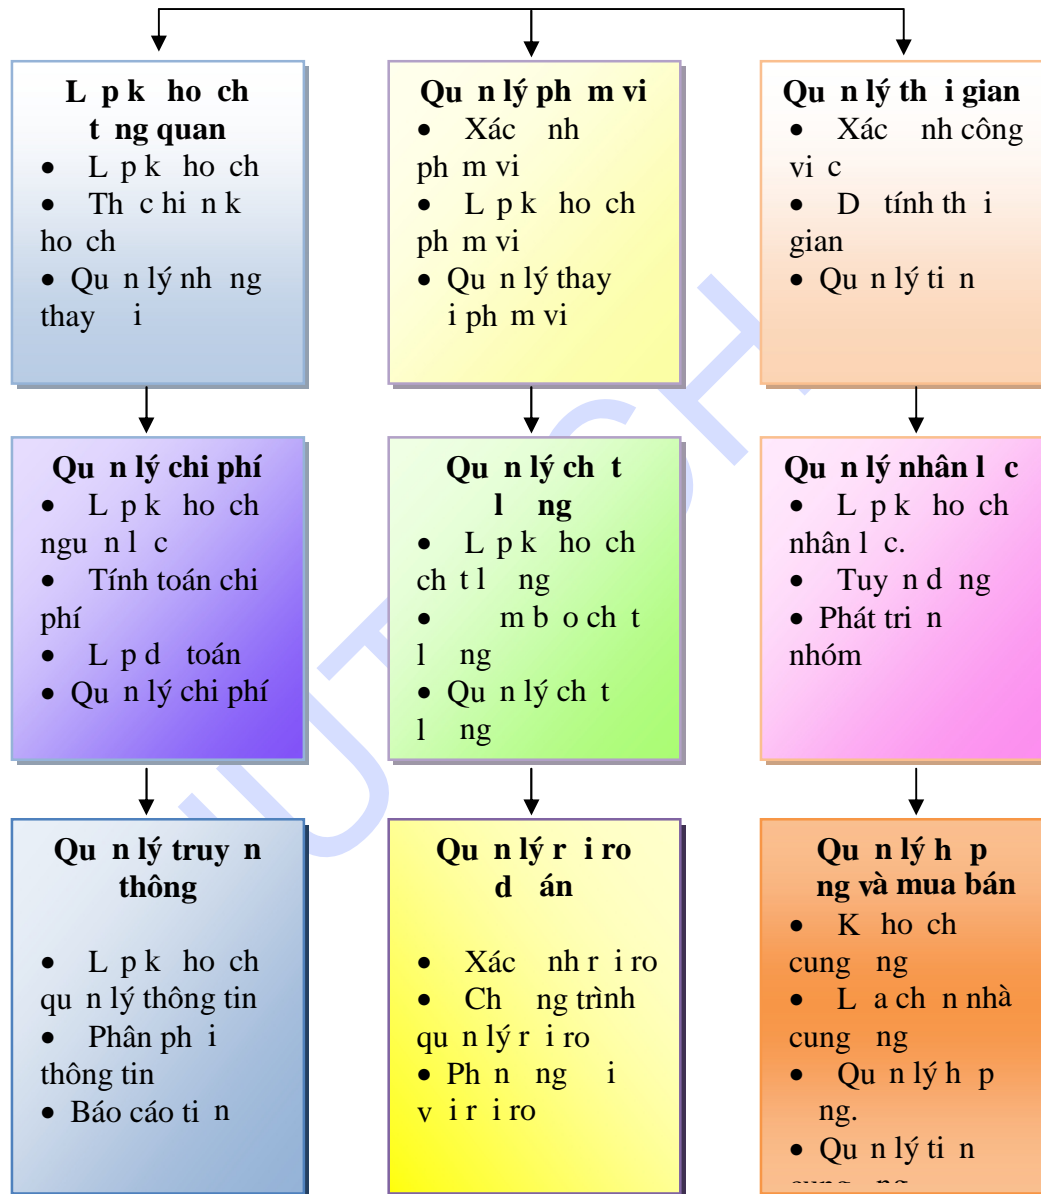 L p k ho ch
t ng quan
• L p k ho ch
• Th c hi n k
ho ch
• Qu n lý nh ng
thay i
Qu n lý ph m vi
• Xác nh
ph m vi
• L p k ho ch
ph m vi
• Qu n lý thay
i ph m vi
Qu n lý th i gian
• Xác nh công
vi c
• D tính th i
gian
• Qu n lý ti n
Qu n lý chi phí
• L p k ho ch
ngu n l c
• Tính toán chi
phí
• L p d toán
• Qu n lý chi phí
Qu n lý ch t
l ng
• L p k ho ch
ch t l ng
• m b o ch t
l ng
• Qu n lý ch t
l ng
Qu n lý nhân l c
• L p k ho ch
nhân l c.
• Tuy n d ng
• Phát tri n
nhóm
Qu n lý truy n
thông
• L p k ho ch
qu n lý thông tin
• Phân ph i
thông tin
• Báo cáo ti n
Qu n lý r i ro
d án
• Xác nh r i ro
• Ch ng trình
qu n lý r i ro
• Ph n ng i
v i r i ro
Qu n lý h p
ng và mua bán
• K ho ch
cung ng
• L a ch n nhà
cung ng
• Qu n lý h p
ng.
• Qu n lý ti n